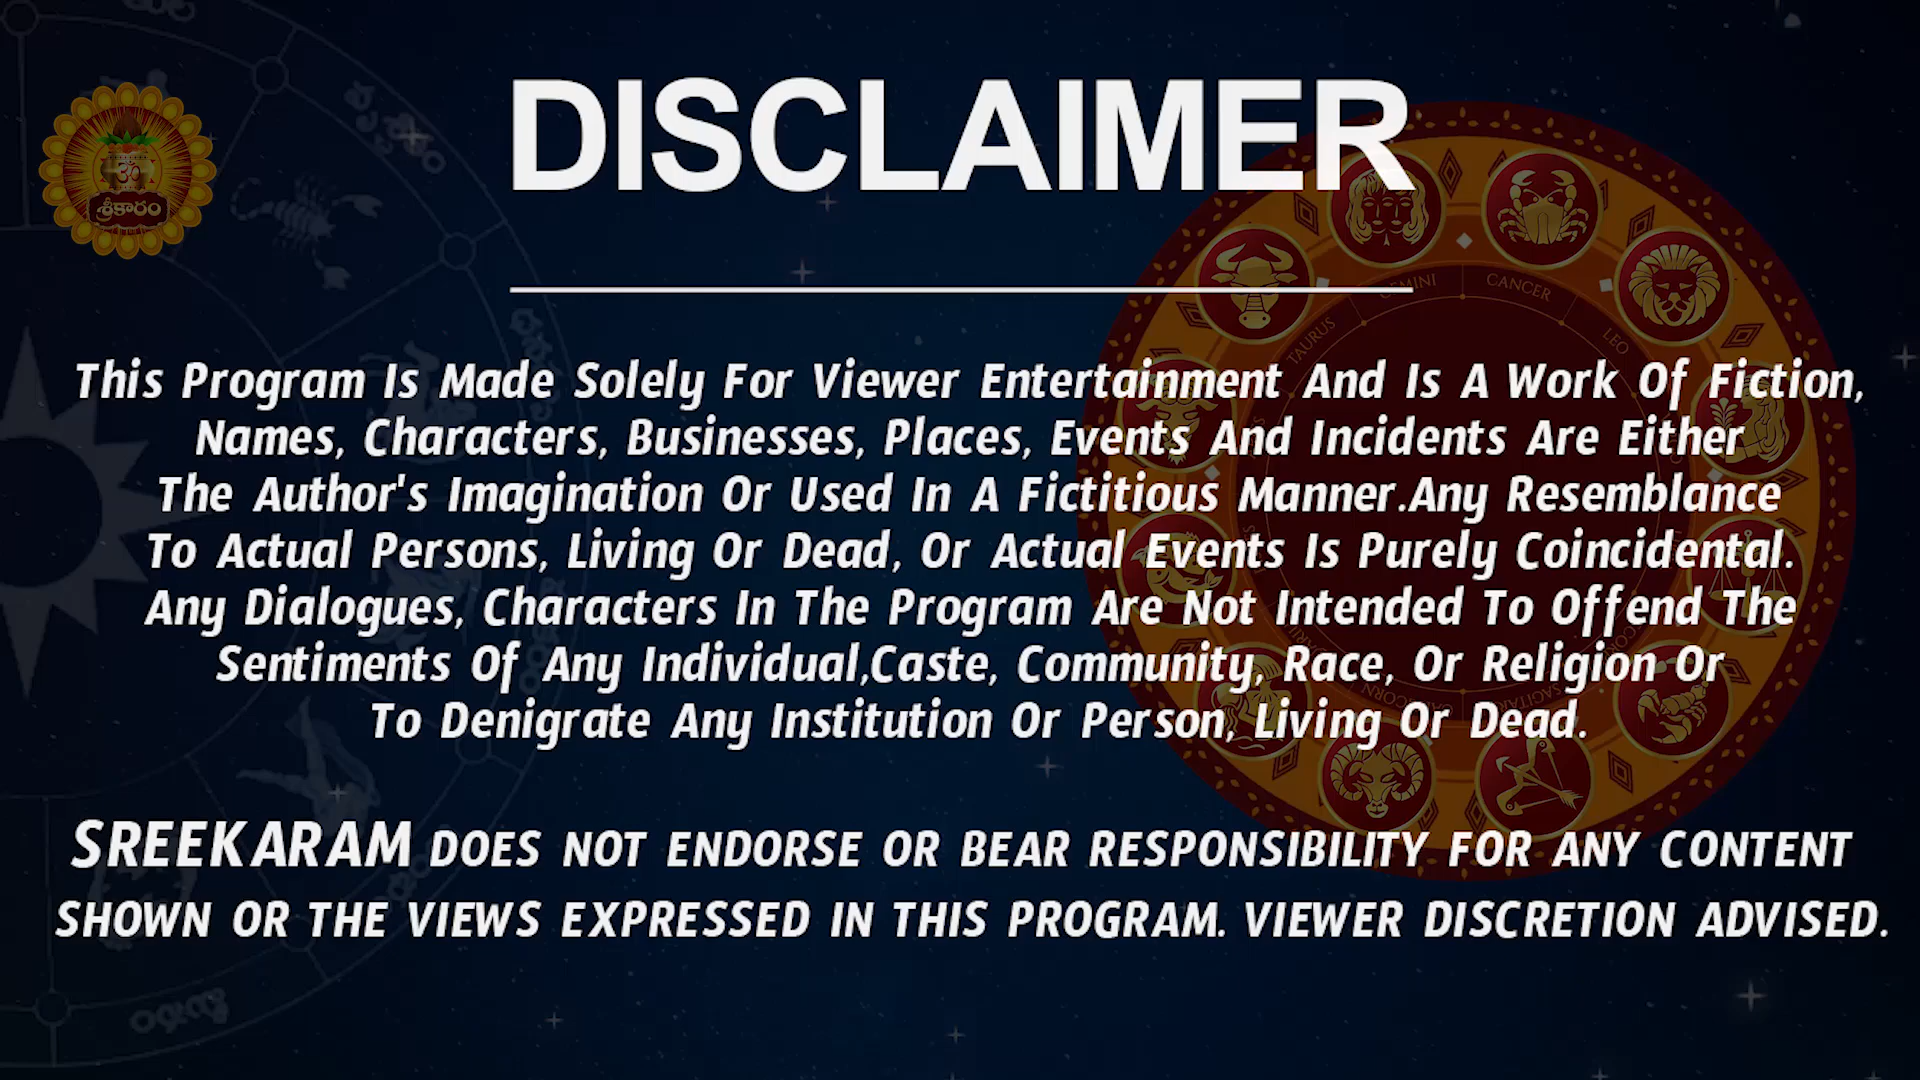 DISCLAIMER
ఓం
శ్రీకారం
GEMINI
CANCER
TAURUS
LEO
This Program Is Made Solely For Viewer Entertainment And Is A Work Of Fiction,
Names, Characters, Businesses, Places, Events And Incidents Are Either
The Author's Imagination Or Used In A Fictitious Manner.Any Resemblance
To Actual Persons, Living Or Dead, Or Actual Events Is Purely Coincidental.
Any Dialogues, Characters In The Program Are Not Intended To Offend The
Sentiments Of Any Individual,Caste, Community, Race, Or Religion Or
To Denigrate Any Institution Or Person, Living Or Dead.
SREEKARAM DOES NOT ENDORSE OR BEAR RESPONSIBILITY FOR ANY CONTENT
SHOWN OR THE VIEWS EXPRESSED IN THIS PROGRAM. VIEWER DISCRETION ADVISED.